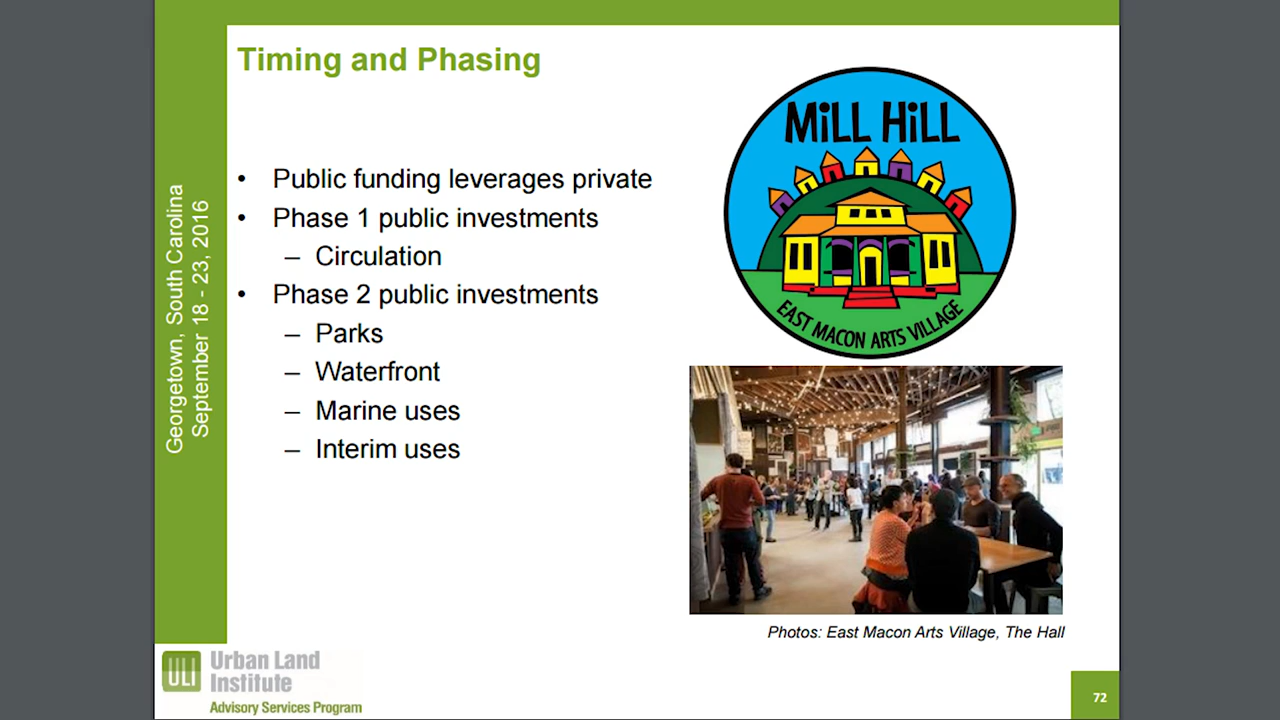 Timing and Phasing
• Public funding leverages private
• Phase 1 public investments
– Circulation
• Phase 2 public investments
– Parks
– Waterfront
– Marine uses
– Interim uses
MiLL HiLL
EAST MACON ARTS VILLAGE
Photos: East Macon Arts Village, The Hall
Georgetown, South Carolina
September 18 - 23, 2016
ULI
Urban Land
Institute
Advisory Services Program
72